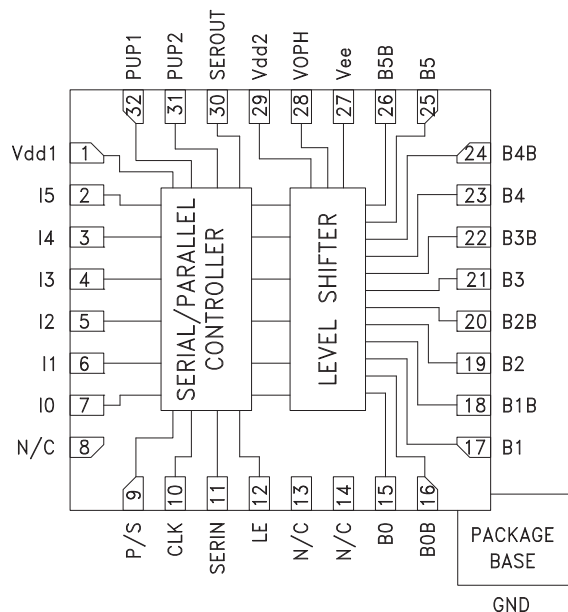 PUP1
PUP2
SEROUT
Vdd2
VOPH
Vee
B5B
B5
32
31
30
29
28
27
26
25
Vdd1
1
I5
2
I4
3
I3
4
I2
5
I1
6
I0
7
N/C
8
SERIAL/PARALLEL
CONTROLLER
LEVEL SHIFTER
24
B4B
23
B4
22
B3B
21
B3
20
B2B
19
B2
18
B1B
17
B1
9
10
11
12
13
14
15
16
P/S
CLK
SERIN
LE
N/C
N/C
B0
B0B
PACKAGE
BASE
GND